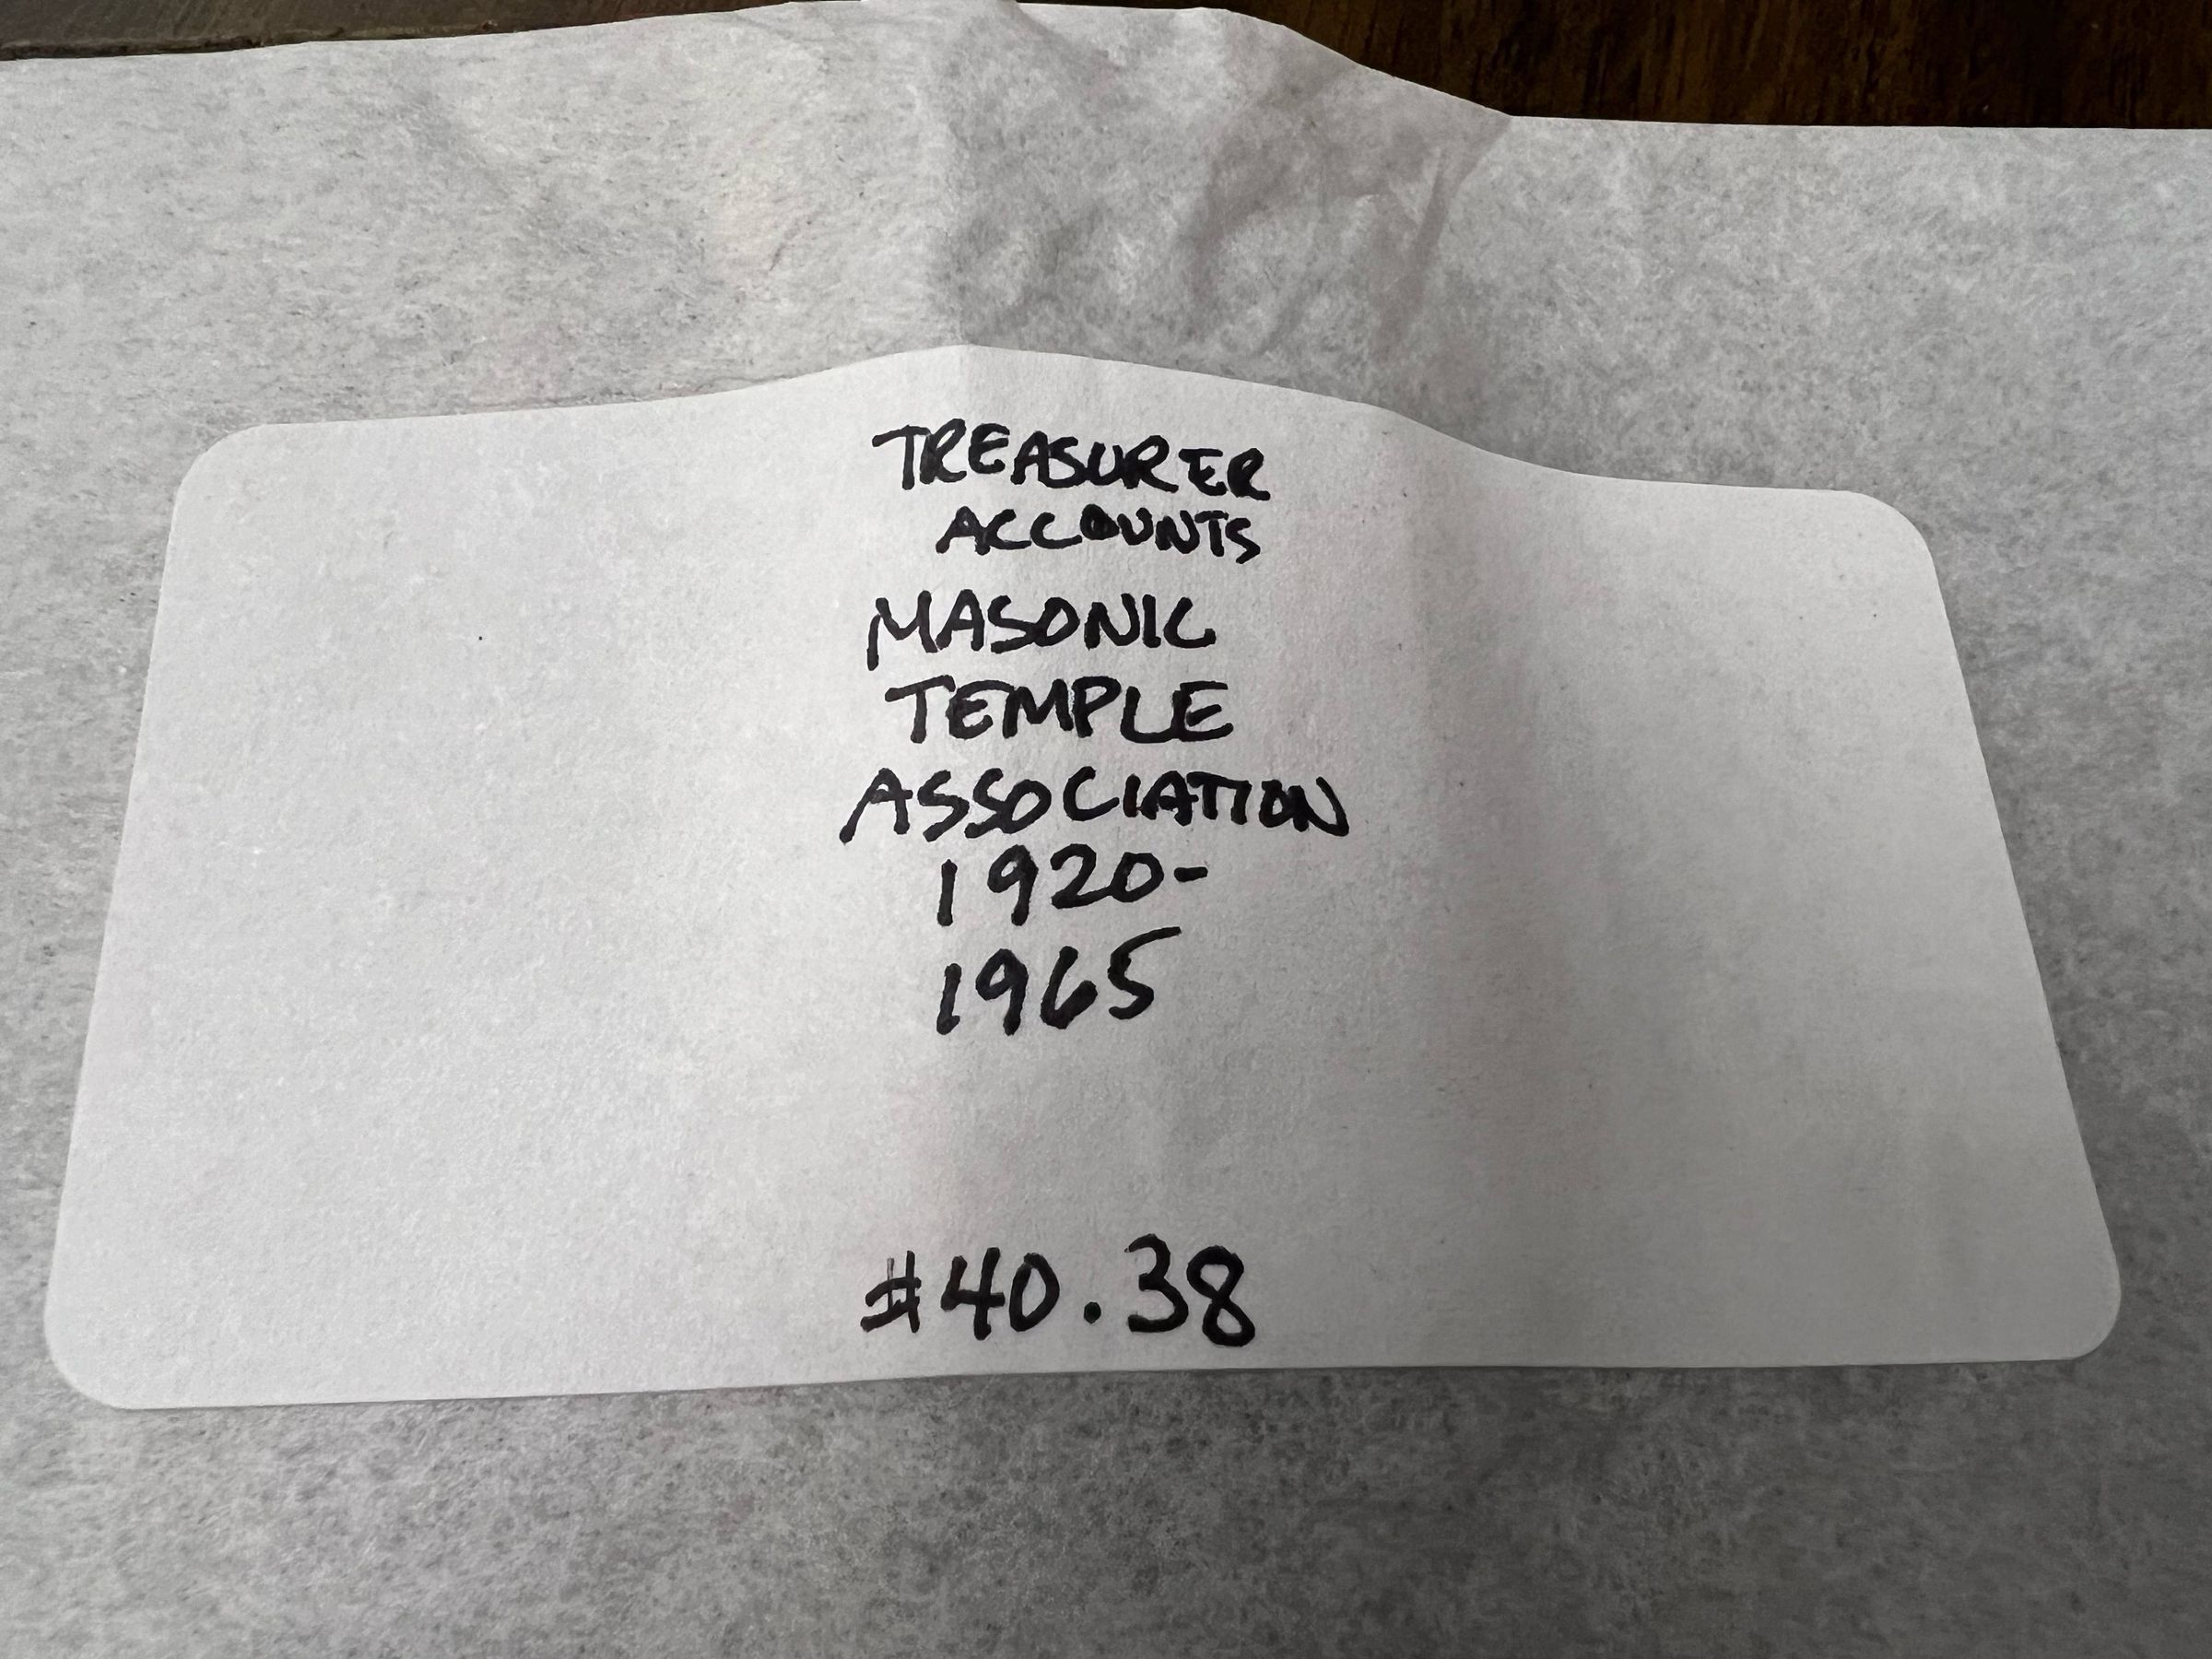 TREASURER
ACCOUNTS
MASONIC
TEMPLE
ASSOCIATION
1920-
1965
#40.38